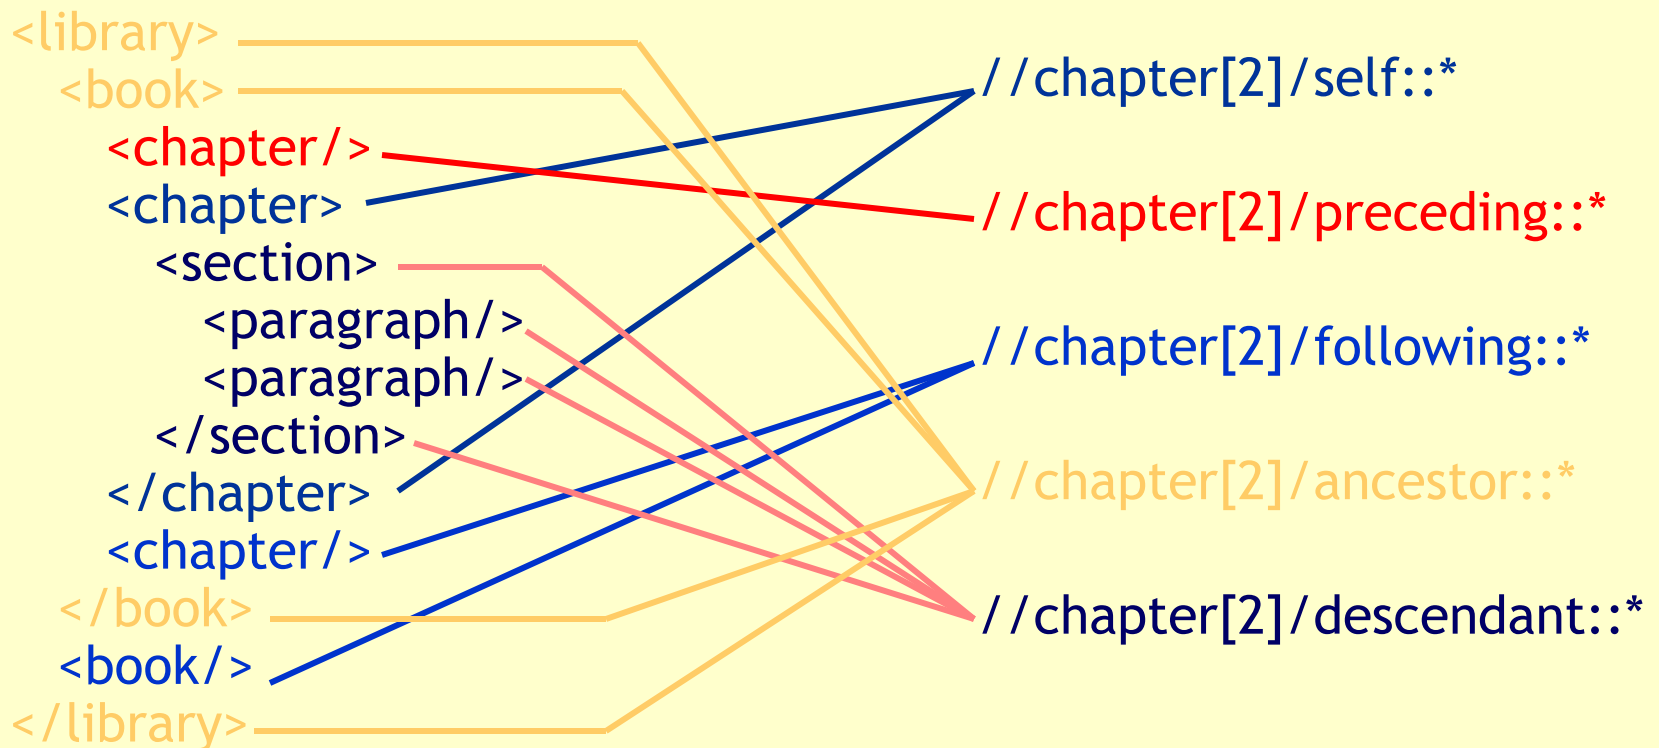 <library>
<book>
<chapter/>
<chapter>
<section>
<paragraph/>
<paragraph/>
</section>
</chapter>
<chapter/>
</book>
<book/>
</library>
//chapter[2]/self::*
//chapter[2]/preceding::*
//chapter[2]/following::*
//chapter[2]/ancestor::*
//chapter[2]/descendant::*